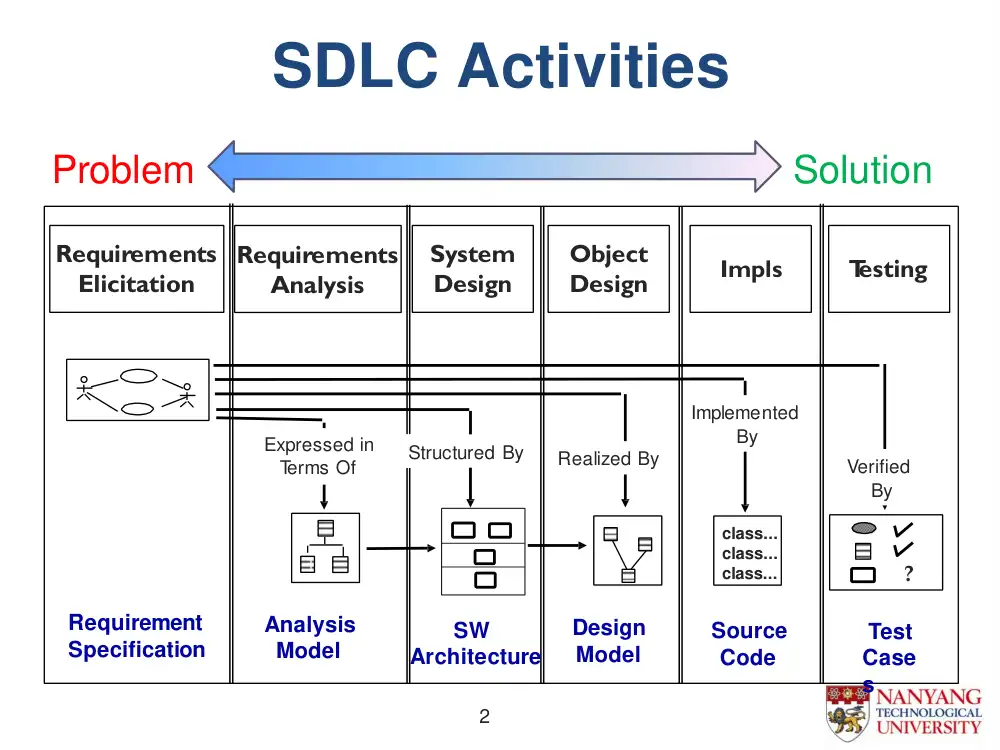 SDLC Activities
Problem
Solution
Requirements
Elicitation
Requirements
Analysis
System
Design
Object
Design
Impls
Testing
Expressed in
Terms Of
Structured By
Realized By
Implemented
By
Verified
By
class...
class...
class...
?
Requirement
Specification
Analysis
Model
SW
Architecture
Design
Model
Source
Code
Test
Case
s
2
NANYANG
TECHNOLOGICAL
UNIVERSITY